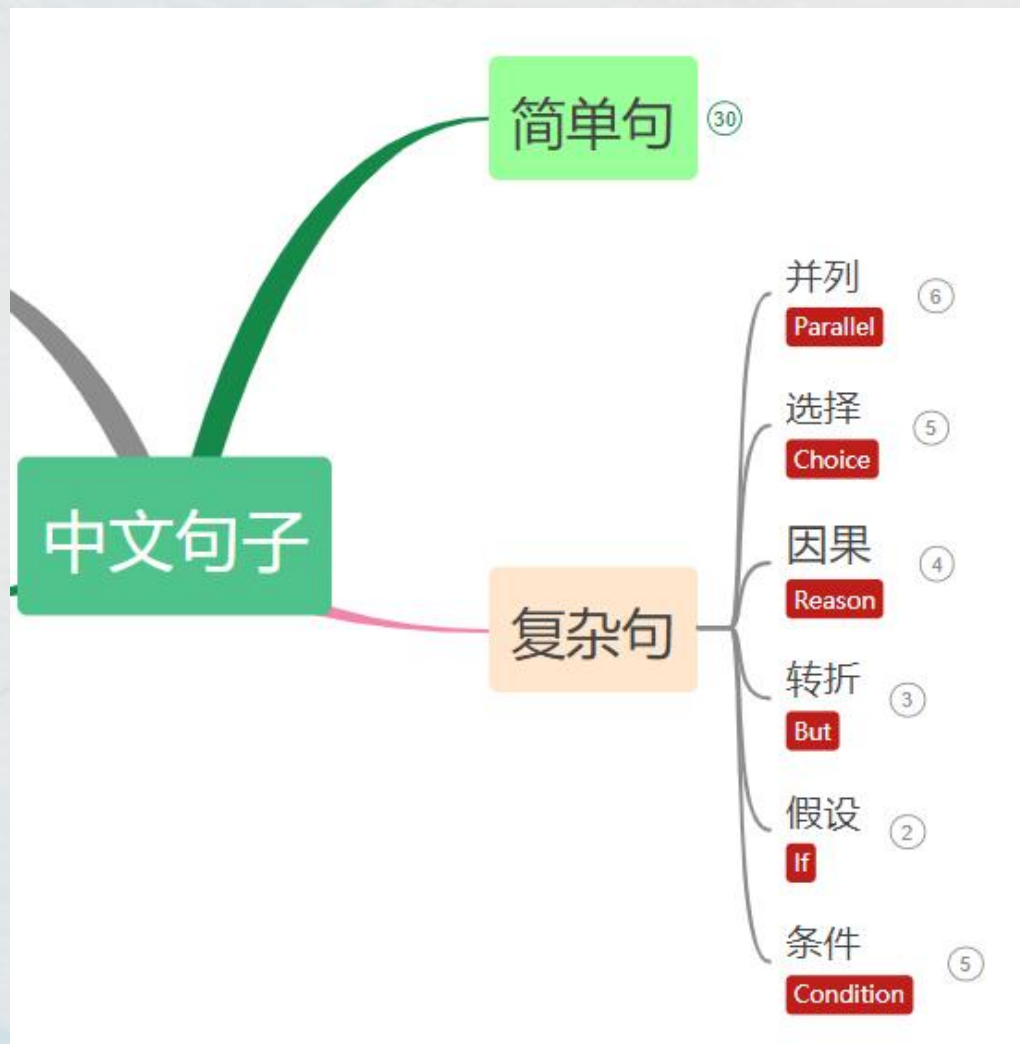 简单句 30
并列 6
Parallel
选择 5
Choice
因果 4
Reason
中文句子
复杂句
转折 3
But
假设 2
If
条件 5
Condition